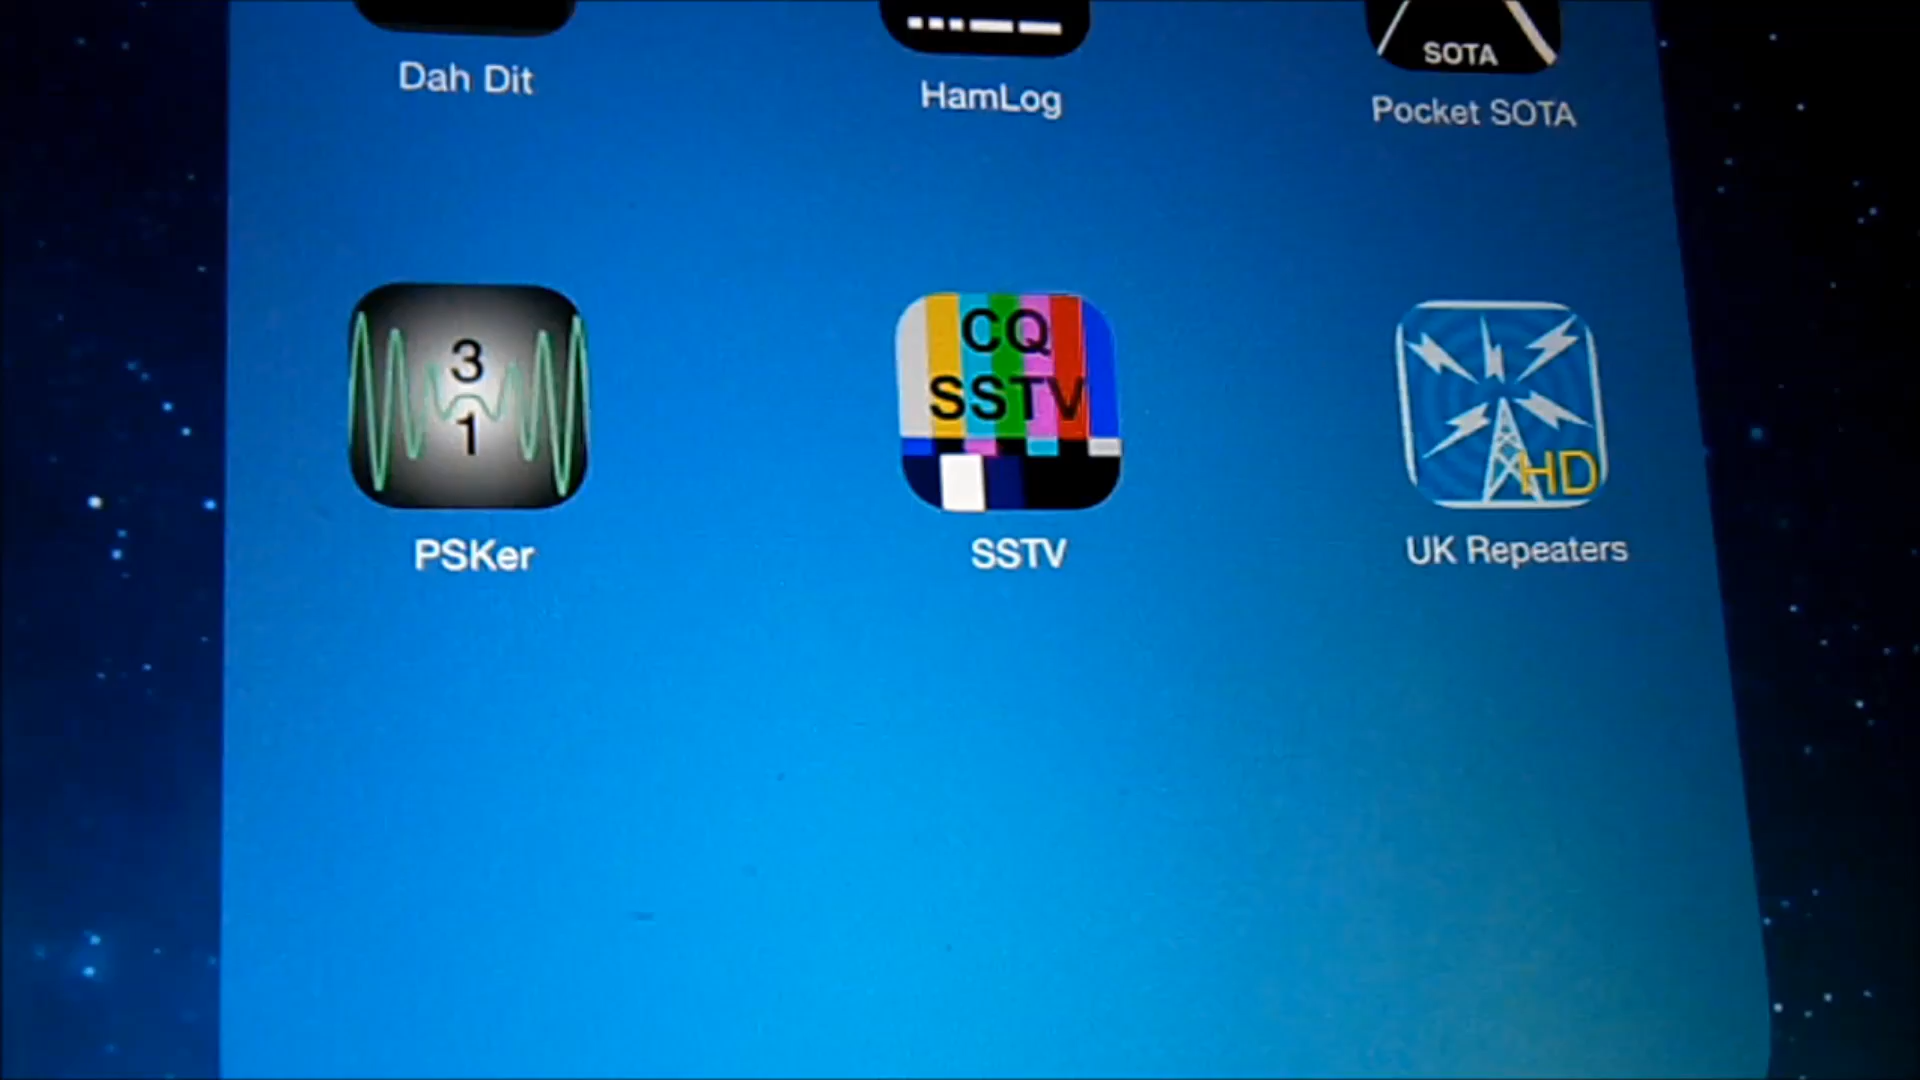 SOTA
Dah Dit
HamLog
Pocket SOTA
3
1
CQ
SSTV
HD
PSKer
SSTV
UK Repeaters